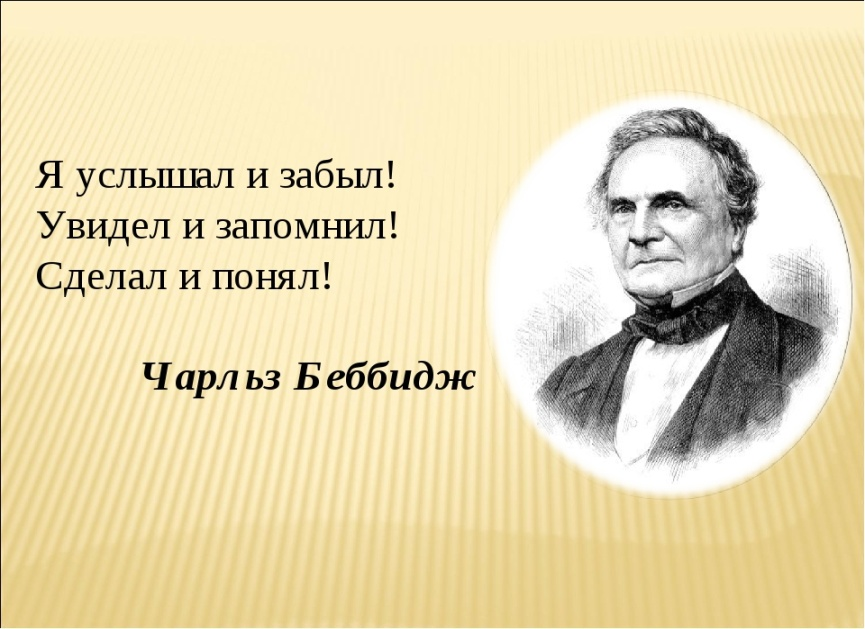 Я услышал и забыл!
Увидел и запомнил!
Сделал и понял!
Чарльз Беббидж